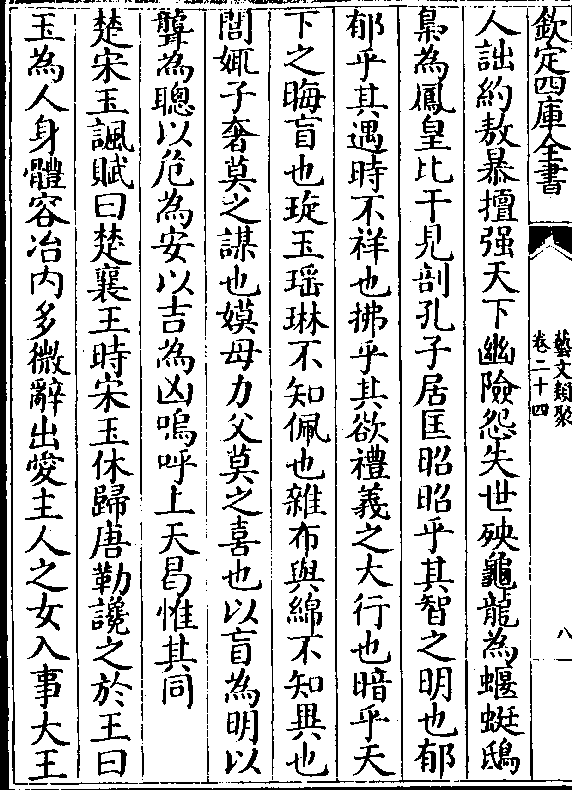 欽定四庫全書
藝文類聚
卷二十四
八
人詘約敖暴擅强天下幽險怨失世殃龜龍為蝘蜓鴟
梟為鳳皇比干見剖孔子居匡昭昭乎其智之明也郁
郁乎其遇時不祥也拂乎其欲禮義之大行也暗乎天
下之晦盲也琁玉瑶琳不知佩也雜布與綿不知異也
閭娵子奢莫之謀也嫫母力父莫之喜也以盲為明以
聾為聰以危為安以吉為凶嗚呼上天曷惟其同
楚宋玉諷賦曰楚襄王時宋玉休歸唐勒讒之於王曰
玉為人身體容冶内多微辭出愛主人之女入事大王